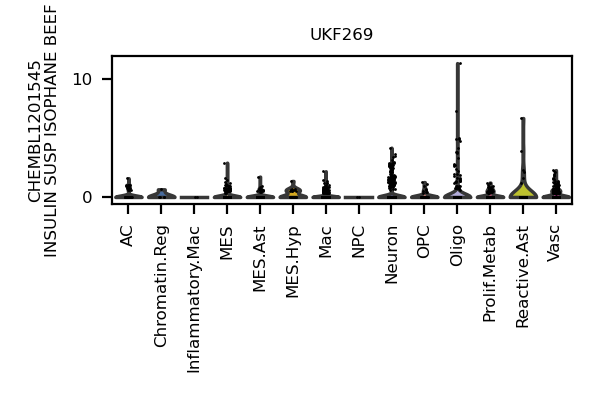 UKF269
CHEMBL1201545
INSULIN SUSP ISOPHANE BEEF
10
0
AC
Chromatin.Reg
Inflammatory.Mac
MES
MES.Ast
MES.Hyp
Mac
NPC
Neuron
OPC
Oligo
Prolif.Metab
Reactive.Ast
Vasc